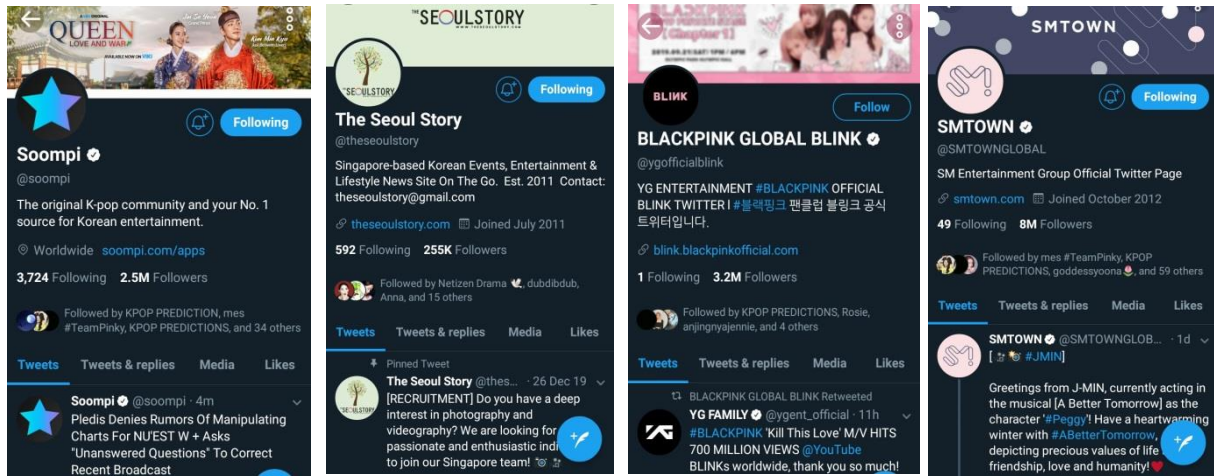 QUEEN
LOVE AND WAR
AVAILABLE NOW ON
Following
Soompi
@soompi
The original K-pop community and your No. 1
source for Korean entertainment.
Worldwide soompi.com/apps
3,724 Following 2.5M Followers
Followed by KPOP PREDICTION, mes
#TeamPinky, KPOP PREDICTIONS, and 34 others
Tweets Tweets & replies Media Likes
Soompi @soompi · 4m
Pledis Denies Rumors Of Manipulating
Charts For NU'EST W + Asks
"Unanswered Questions" To Correct
Recent Broadcast
THE SEOULSTORY
WWW.THESEOULSTORY.COM
THE SEOULSTORY
Following
The Seoul Story
@theseoulstory
Singapore-based Korean Events, Entertainment &
Lifestyle News Site On The Go. Est. 2011 Contact:
theseoulstory@gmail.com
theseoulstory.com Joined July 2011
592 Following 255K Followers
Followed by Netizen Drama 🕊, dubdibdub,
Anna, and 15 others
Tweets Tweets & replies Media Likes
Pinned Tweet
The Seoul Story @thes... · 26 Dec 19
[RECRUITMENT] Do you have a deep
interest in photography and
videography? We are looking for
passionate and enthusiastic indi
to join our Singapore team!
[Chapter 1]
2019.09.21(SAT) 1PM / 6PM
BLINK
Follow
BLACKPINK GLOBAL BLINK
@ygofficialblink
YG ENTERTAINMENT #BLACKPINK OFFICIAL
BLINK TWITTER l #블랙핑크 팬클럽 블링크 공식
트위터입니다.
blink.blackpinkofficial.com
1 Following 3.2M Followers
Followed by KPOP PREDICTIONS, Rosie,
anjingnyajennie, and 4 others
Tweets Tweets & replies Media Likes
BLACKPINK GLOBAL BLINK Retweeted
YG FAMILY @ygent_official · 11h
#BLACKPINK 'Kill This Love' M/V HITS
700 MILLION VIEWS @YouTube
BLINKs worldwide, thank you so much!
SMTOWN
Following
SMTOWN
@SMTOWNGLOBAL
SM Entertainment Group Official Twitter Page
smtown.com Joined October 2012
49 Following 8M Followers
Followed by mes #TeamPinky, KPOP
PREDICTIONS, goddessyoona🌷, and 59 others
Tweets Tweets & replies Media Likes
SMTOWN @SMTOWNGLOB... · 1d
[ #JMIN]
Greetings from J-MIN, currently acting in
the musical [A Better Tomorrow] as the
character '#Peggy'! Have a heartwarming
winter with #ABetterTomorrow,
depicting precious values of life
friendship, love and humanity!❤